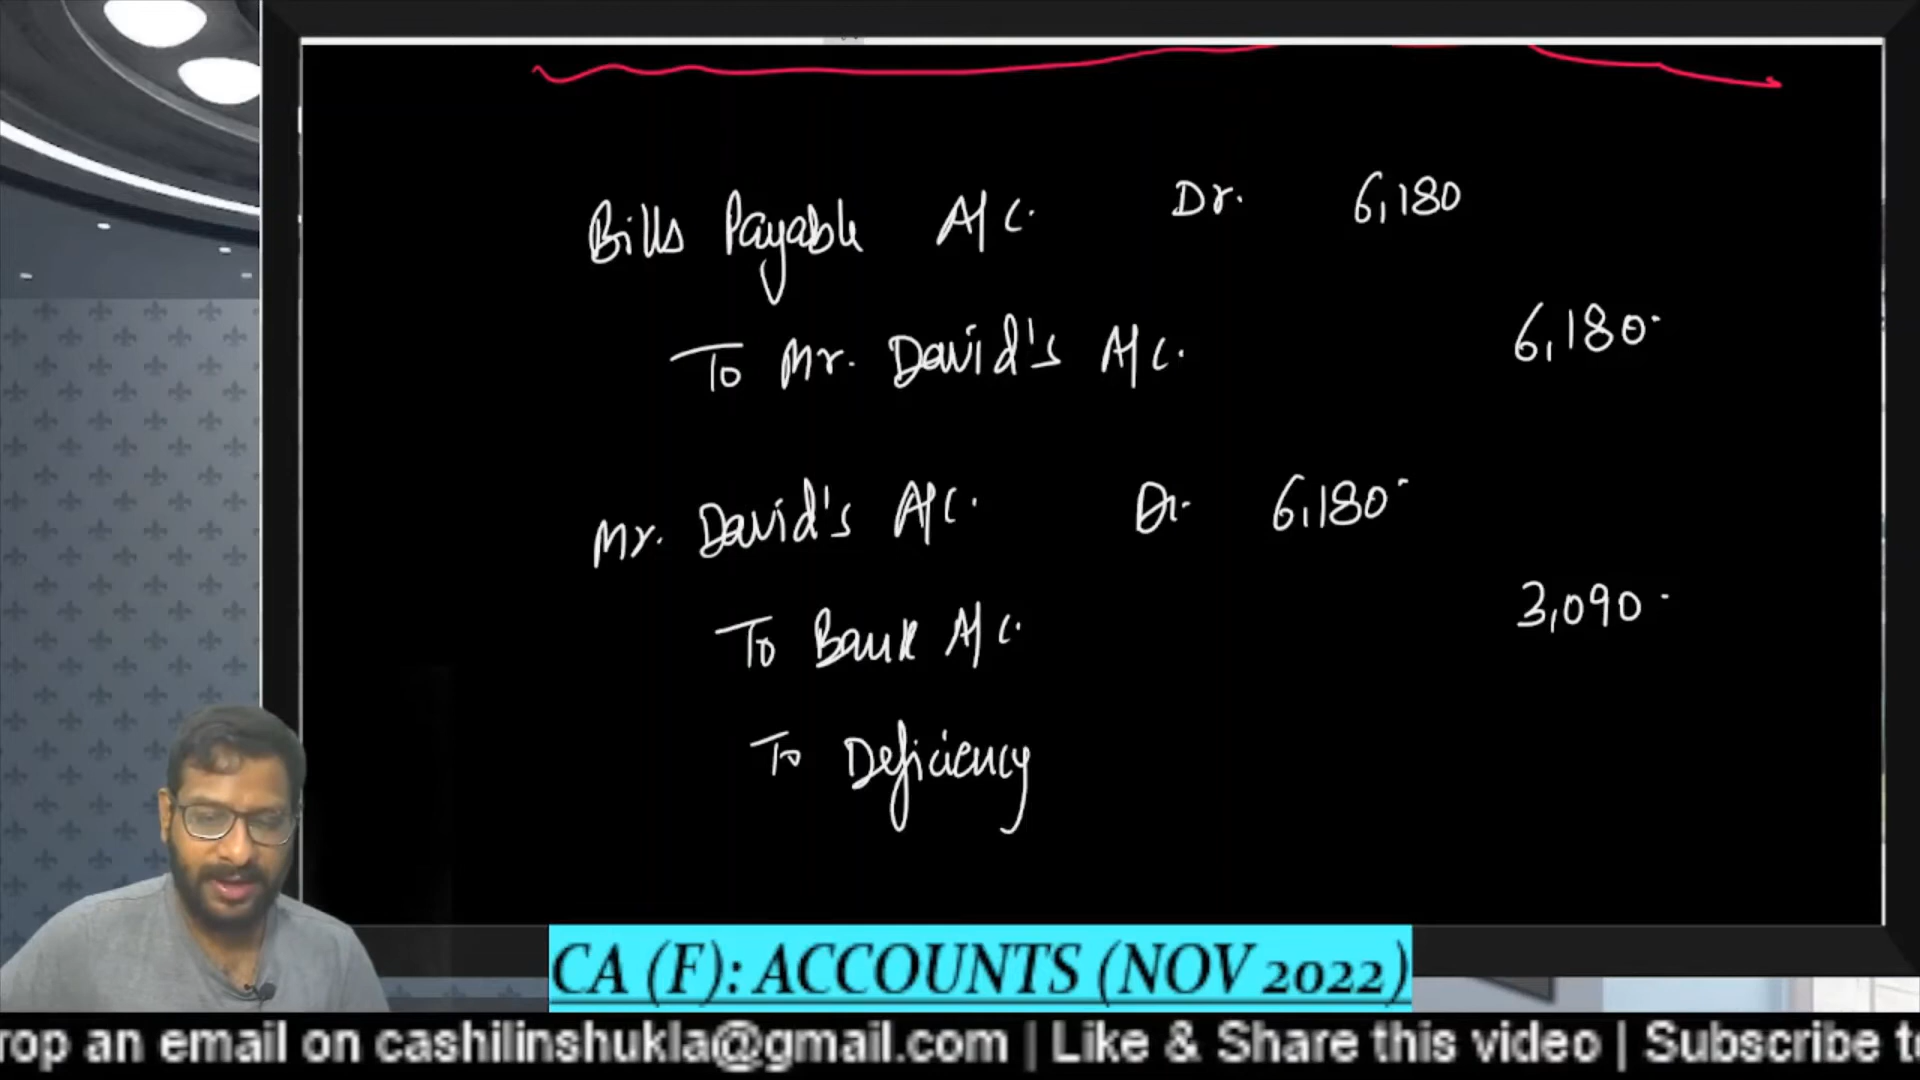 Bills Payable A/c. Dr. 6,180
To Mr. David's A/c. 6,180
Mr. David's A/c. Dr. 6,180
To Bank A/c. 3,090
To Deficiency
CA (F): ACCOUNTS (NOV 2022)
rop an email on cashilinshukla@gmail.com | Like & Share this video | Subscribe to